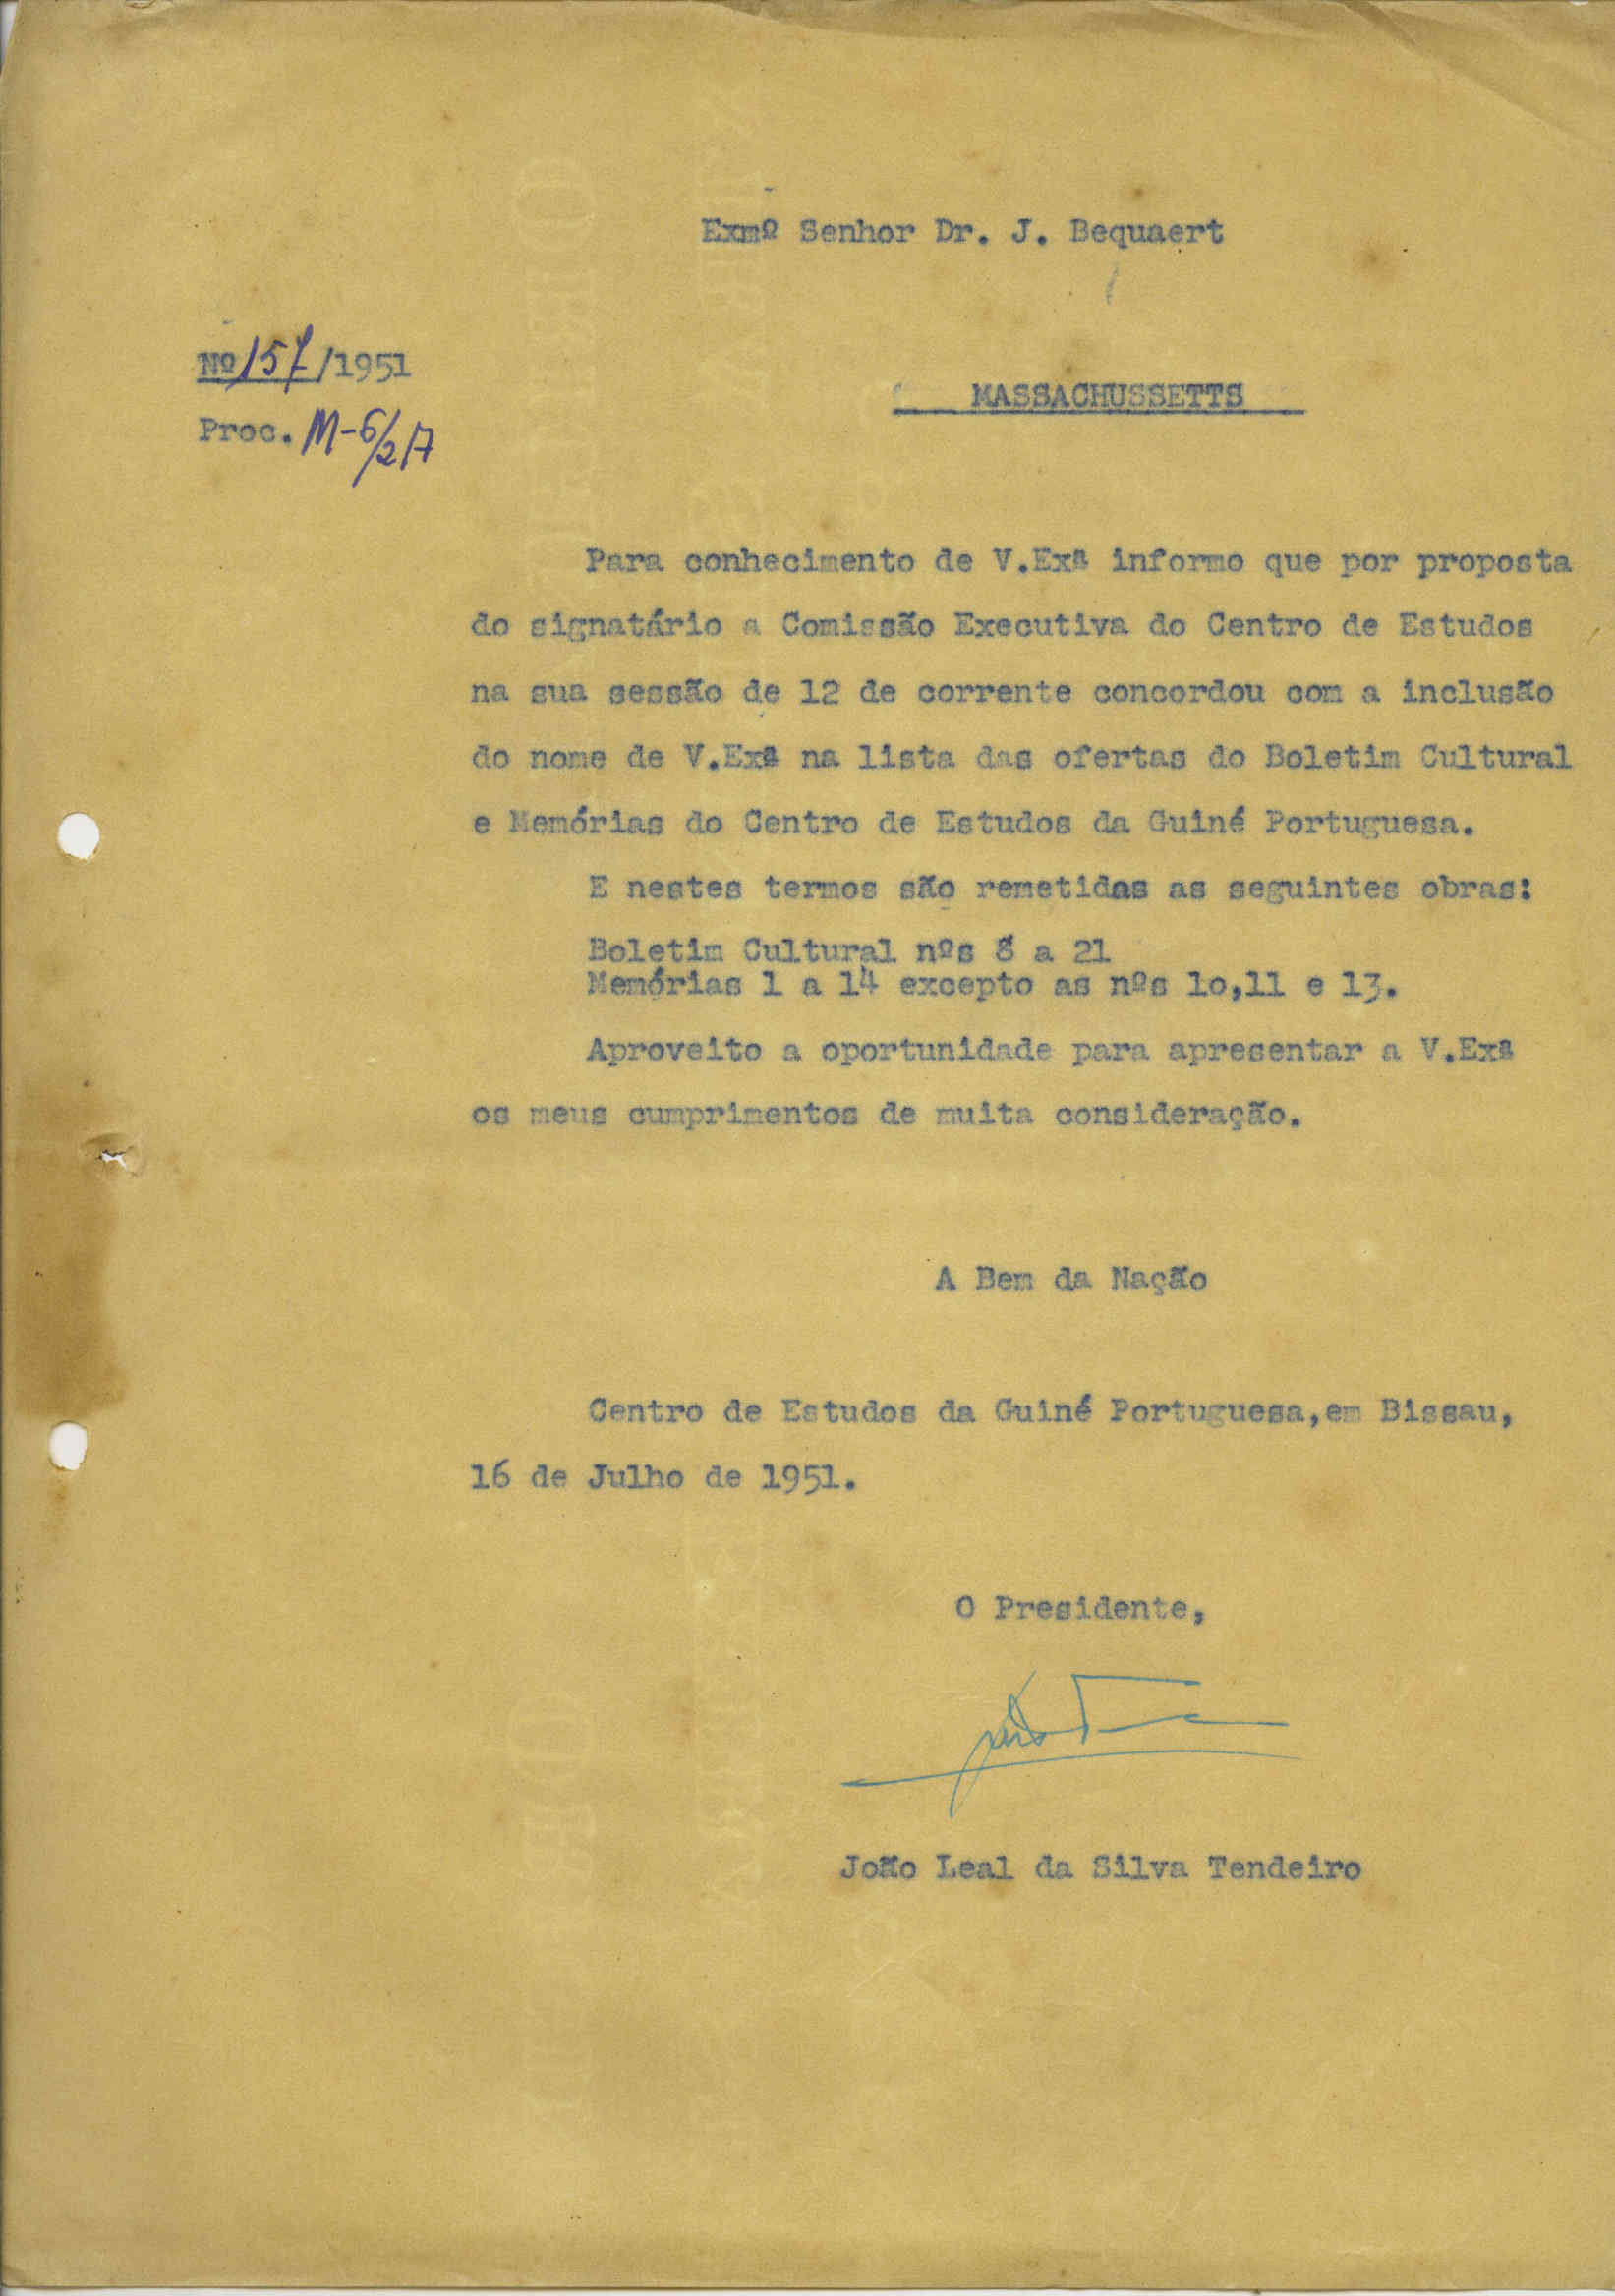 Exmº Senhor Dr. J. Bequaert
Nº 157/1951
MASSACHUSSETTS
Proc. M-6/2/7
Para conhecimento de V.Exª informo que por proposta
do signatário a Comissão Executiva do Centro de Estudos
na sua sessão de 12 de corrente concordou com a inclusão
do nome de V.Exª na lista das ofertas do Boletim Cultural
e Memórias do Centro de Estudos da Guiné Portuguesa.
E nestes termos são remetidas as seguintes obras:
Boletim Cultural nºs 8 a 21
Memórias 1 a 14 excepto as nºs 1o,11 e 13.
Aproveito a oportunidade para apresentar a V.Exª
os meus cumprimentos de muita consideração.
A Bem da Nação
Centro de Estudos da Guiné Portuguesa,em Bissau,
16 de Julho de 1951.
O Presidente,
João Leal da Silva Tendeiro